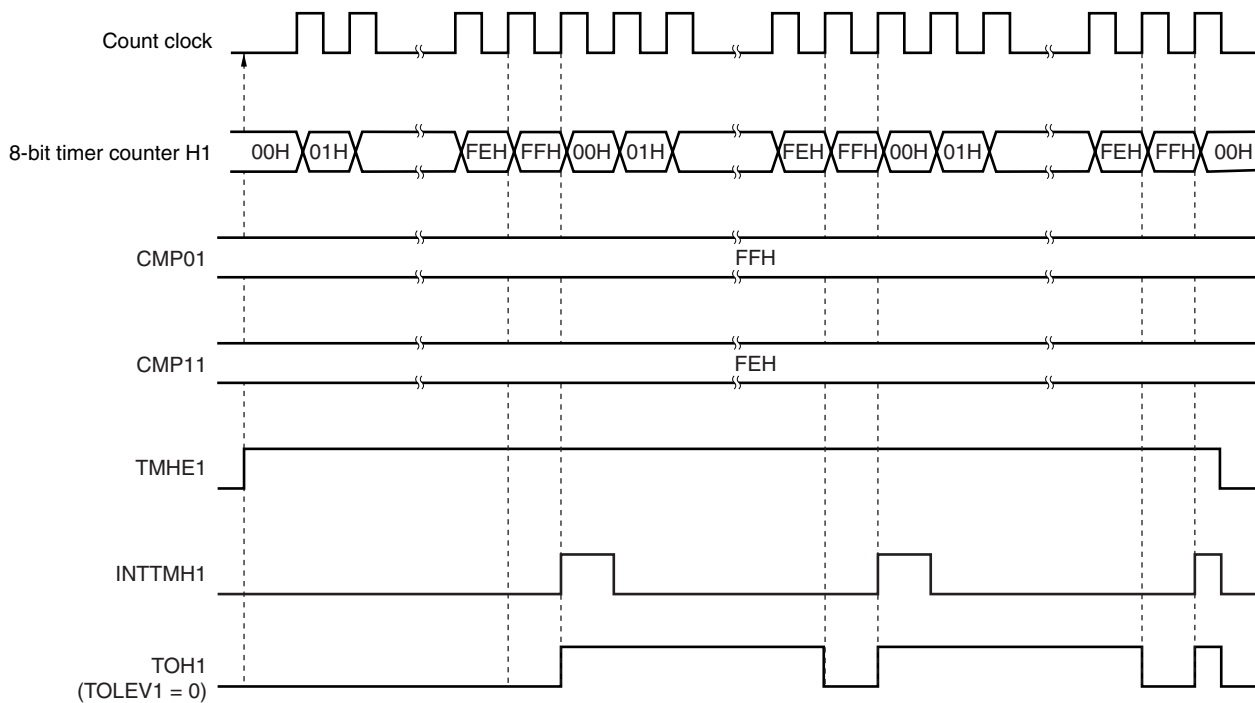 Count clock
8-bit timer counter H1 00H 01H FEH FFH 00H 01H FEH FFH 00H 01H FEH FFH 00H
CMP01 FFH
CMP11 FEH
TMHE1
INTTMH1
TOH1
(TOLEV1 = 0)